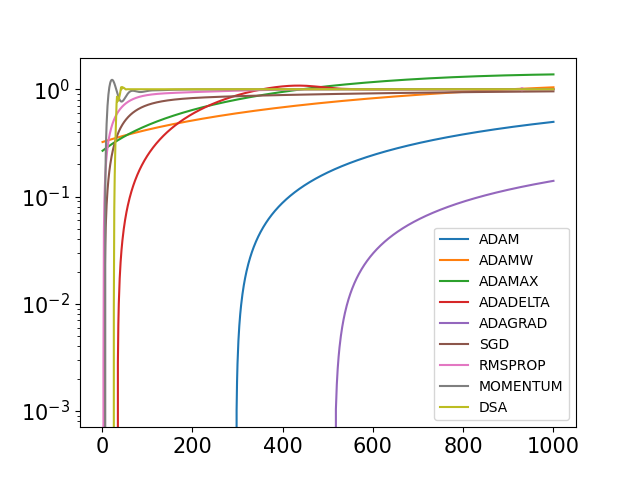 10^0
10^-1
10^-2
10^-3
0 200 400 600 800 1000
ADAM
ADAMW
ADAMAX
ADADELTA
ADAGRAD
SGD
RMSPROP
MOMENTUM
DSA